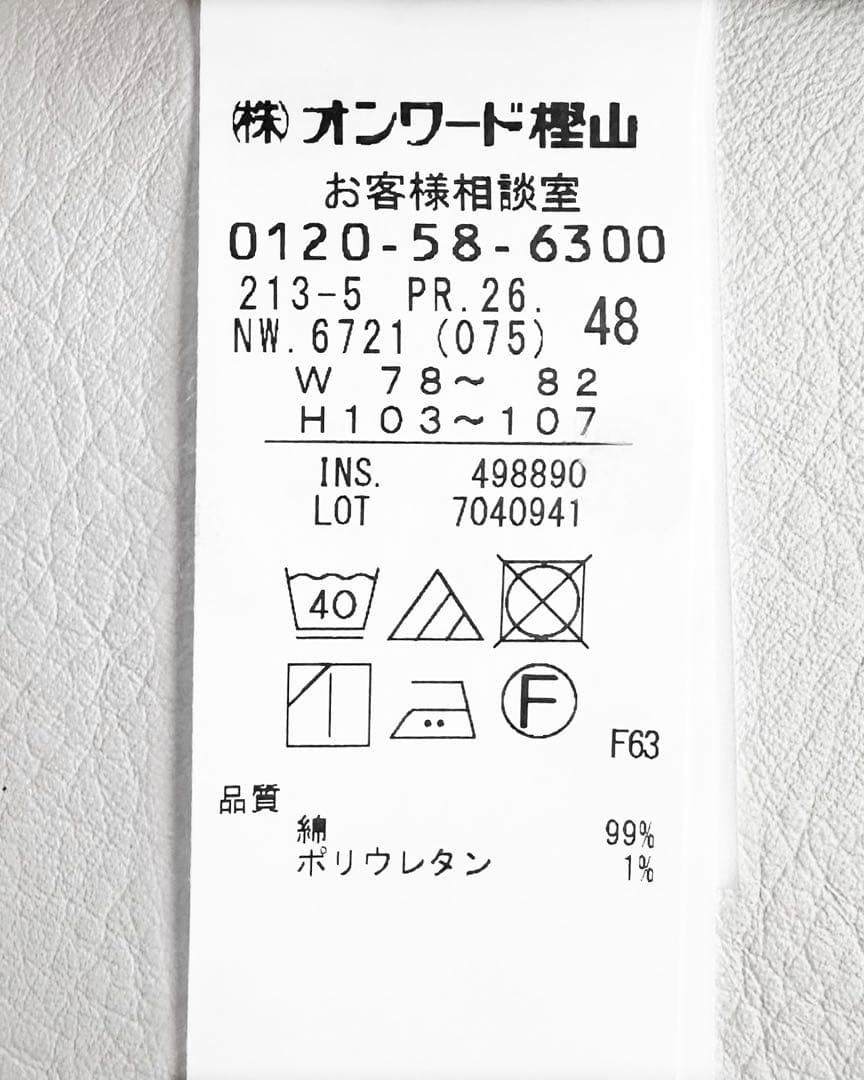 ㈱オンワード樫山
お客様相談室
0120-58-6300
213-5 PR.26.
NW.6721 (075) 48
W 78～ 82
H103～107
INS. 498890
LOT 7040941
40
F
F63
品質
綿 99%
ポリウレタン 1%